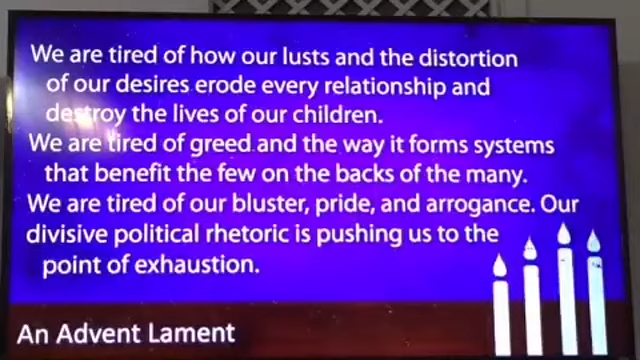 We are tired of how our lusts and the distortion
of our desires erode every relationship and
destroy the lives of our children.
We are tired of greed and the way it forms systems
that benefit the few on the backs of the many.
We are tired of our bluster, pride, and arrogance. Our
divisive political rhetoric is pushing us to the
point of exhaustion.
An Advent Lament